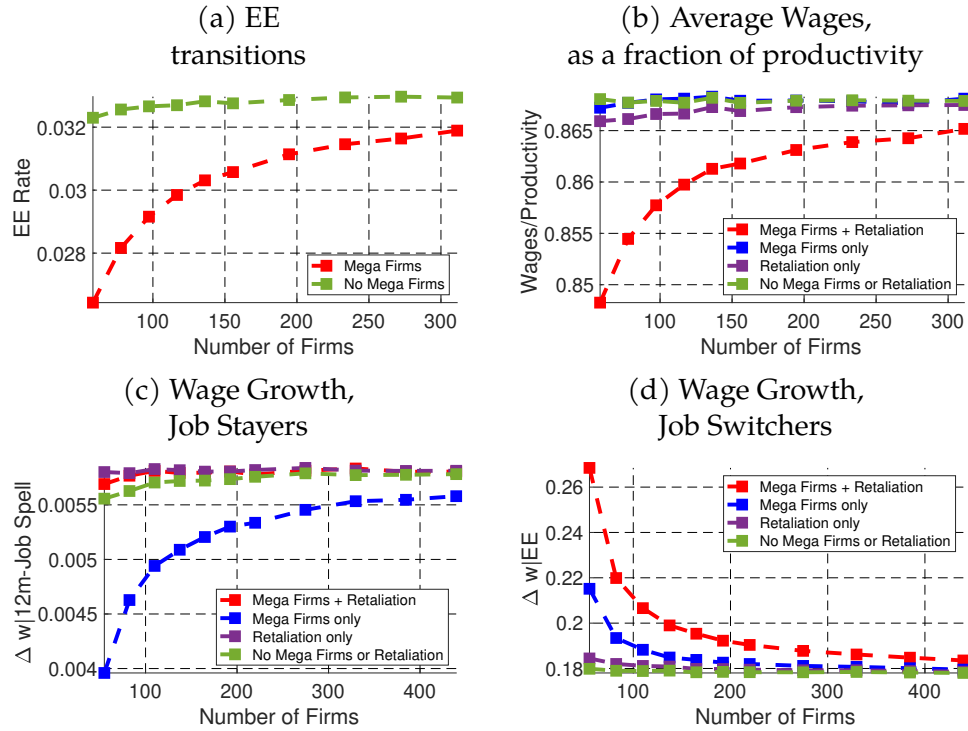 (a) EE
transitions
EE Rate
0.032
0.03
0.028
Mega Firms
No Mega Firms
100
150
200
250
300
Number of Firms
(b) Average Wages,
as a fraction of productivity
Wages/Productivity
0.865
0.86
0.855
0.85
Mega Firms + Retaliation
Mega Firms only
Retaliation only
No Mega Firms or Retaliation
100
150
200
250
300
Number of Firms
(c) Wage Growth,
Job Stayers
Δ w|12m-Job Spell
0.0055
0.005
0.0045
0.004
Mega Firms + Retaliation
Mega Firms only
Retaliation only
No Mega Firms or Retaliation
100
200
300
400
Number of Firms
(d) Wage Growth,
Job Switchers
Δ w|EE
0.26
0.24
0.22
0.2
0.18
Mega Firms + Retaliation
Mega Firms only
Retaliation only
No Mega Firms or Retaliation
100
200
300
400
Number of Firms